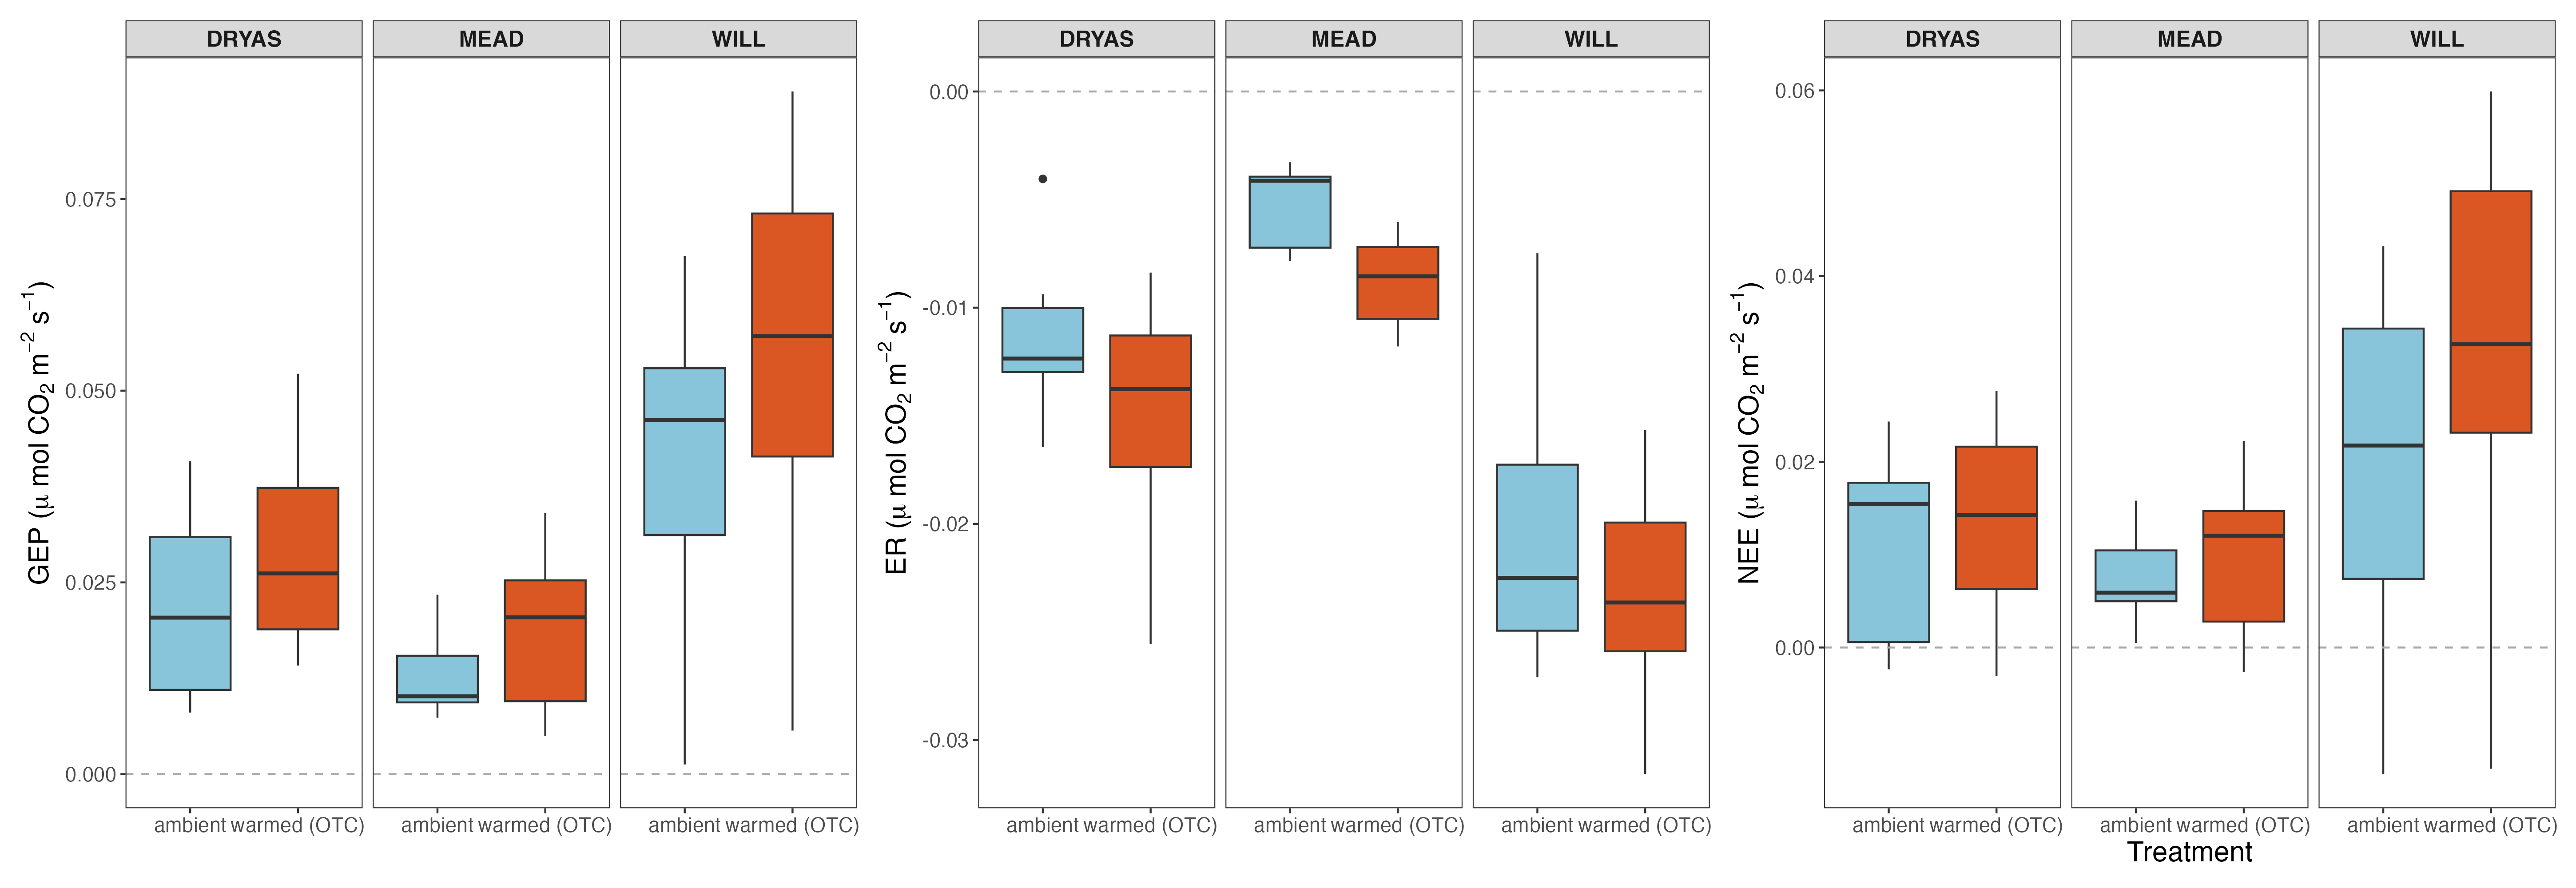 DRYAS MEAD WILL
GEP (μ mol CO₂ m⁻² s⁻¹)
0.075
0.050
0.025
0.000
ambient warmed (OTC) ambient warmed (OTC) ambient warmed (OTC)
DRYAS MEAD WILL
ER (μ mol CO₂ m⁻² s⁻¹)
0.00
-0.01
-0.02
-0.03
ambient warmed (OTC) ambient warmed (OTC) ambient warmed (OTC)
DRYAS MEAD WILL
NEE (μ mol CO₂ m⁻² s⁻¹)
0.06
0.04
0.02
0.00
ambient warmed (OTC) ambient warmed (OTC) ambient warmed (OTC)
Treatment